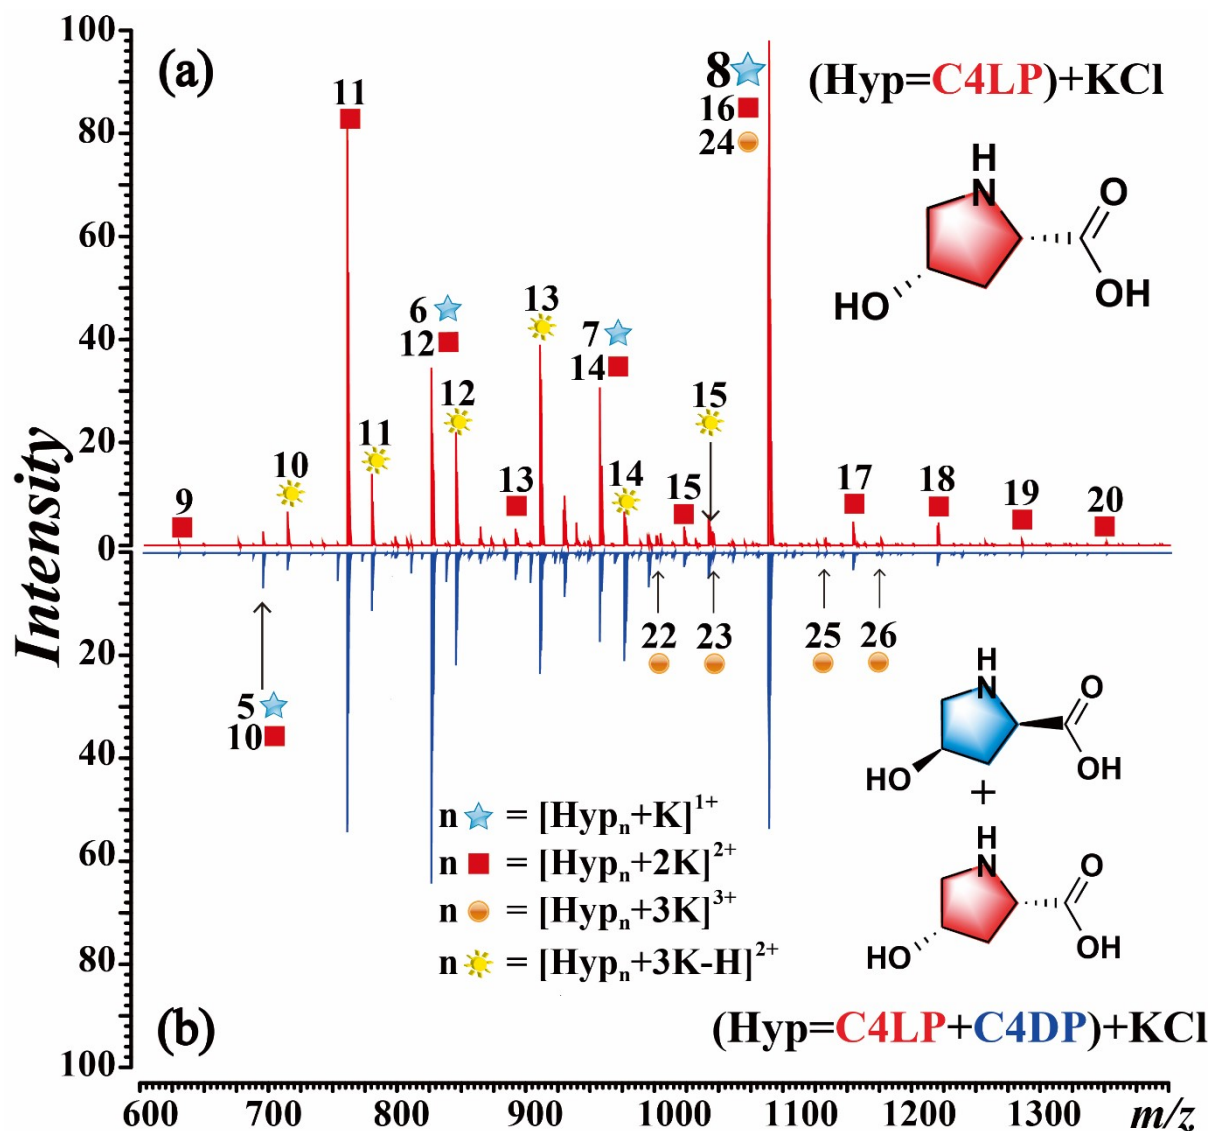 100
80
60
40
20
0
20
40
60
80
100
Intensity
(a)
(Hyp=C4LP)+KCl
H
N
O
OH
HO
9
10
11
11
6
12
12
13
13
7
14
14
15
15
8
16
24
17
18
19
20
5
10
22
23
25
26
H
N
O
OH
HO
+
H
N
O
OH
HO
n = [Hypn+K]1+
n = [Hypn+2K]2+
n = [Hypn+3K]3+
n = [Hypn+3K-H]2+
(b)
(Hyp=C4LP+C4DP)+KCl
600 700 800 900 1000 1100 1200 1300 m/z